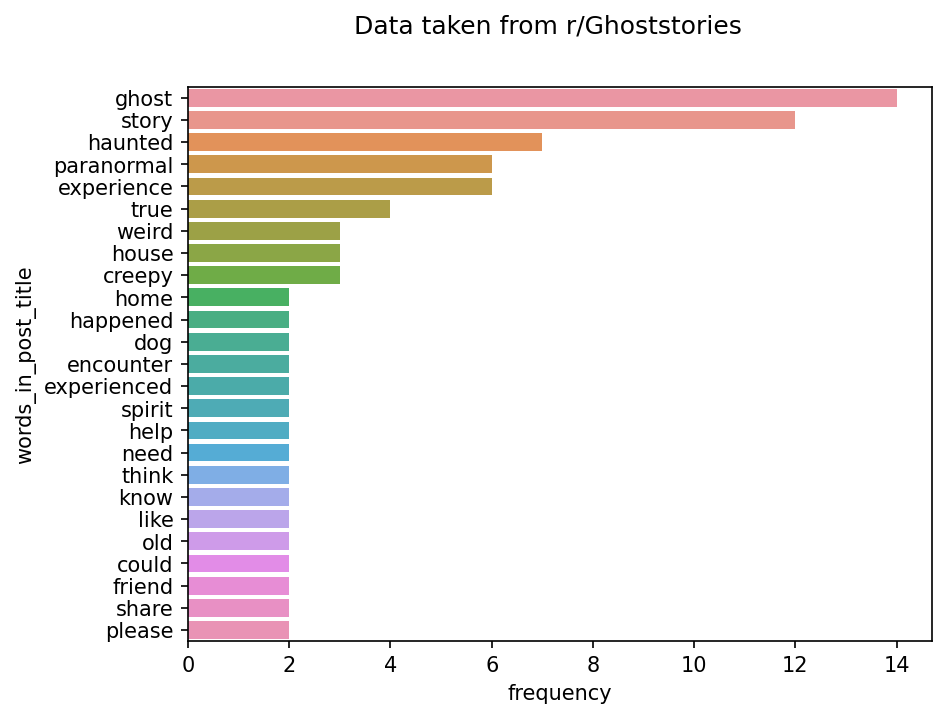 Data taken from r/Ghoststories
ghost
story
haunted
paranormal
experience
true
weird
house
creepy
home
happened
dog
encounter
experienced
spirit
help
need
think
know
like
old
could
friend
share
please
words_in_post_title
0 2 4 6 8 10 12 14
frequency